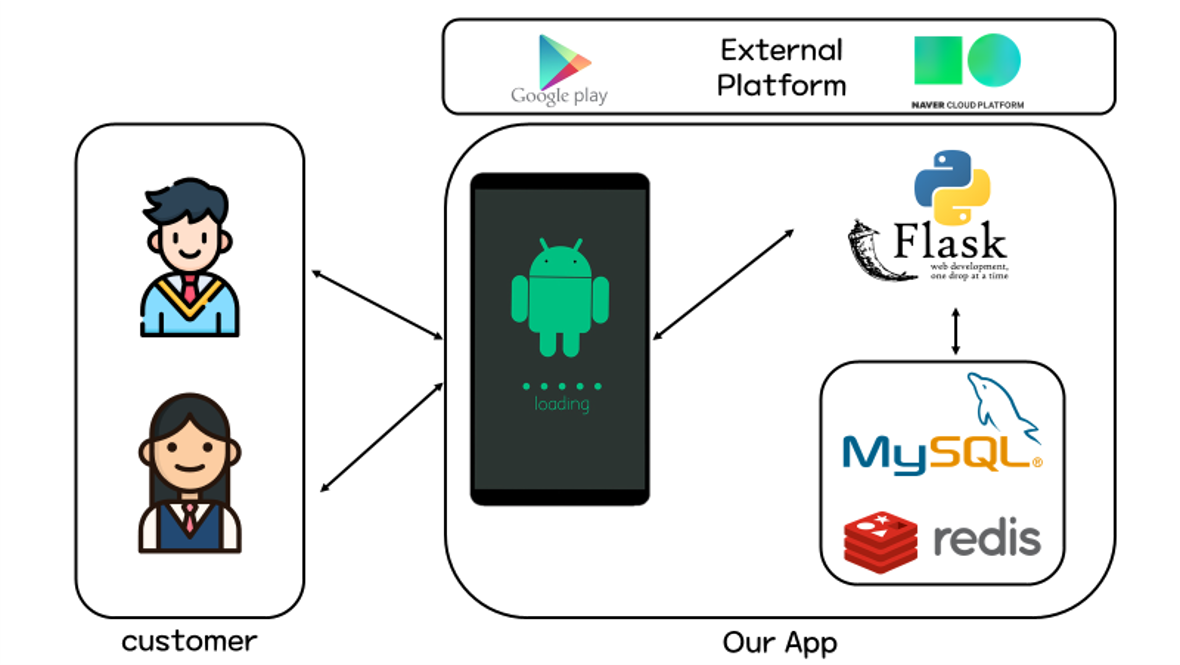 Google play
External
Platform
NAVER CLOUD PLATFORM
loading
Flask
web development,
one drop at a time
MySQL®
redis
customer
Our App